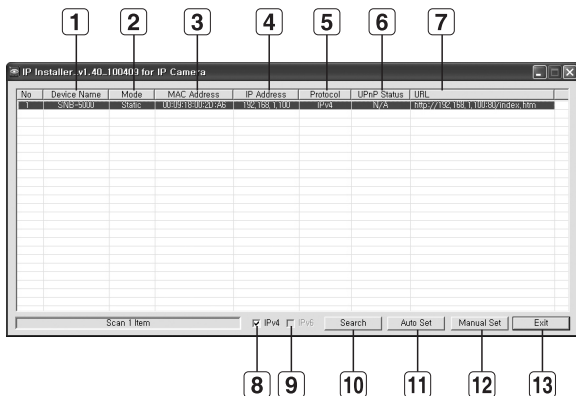 1 2 3 4 5 6 7
IP Installer_v1.40_100409 for IP Camera
No Device Name Mode MAC Address IP Address Protocol UPnP Status URL
1 SNB-5000 Static 00:09:18:00:2D:A6 192,168,1,100 IPv4 N/A http://192,168,1,100:80/index,htm
Scan 1 Item IPv4 IPv6 Search Auto Set Manual Set Exit
8 9 10 11 12 13